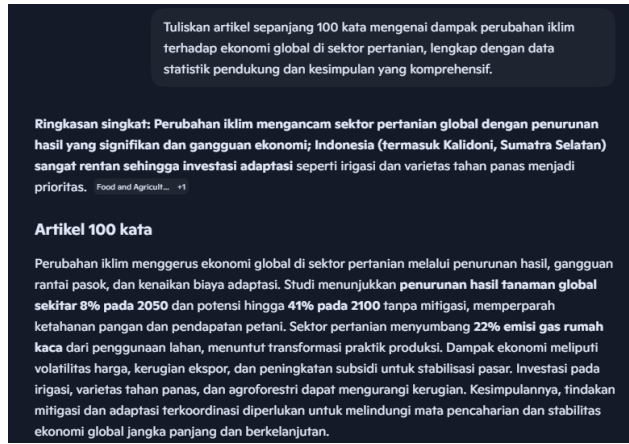 Tuliskan artikel sepanjang 100 kata mengenai dampak perubahan iklim
terhadap ekonomi global di sektor pertanian, lengkap dengan data
statistik pendukung dan kesimpulan yang komprehensif.
Ringkasan singkat: Perubahan iklim mengancam sektor pertanian global dengan penurunan
hasil yang signifikan dan gangguan ekonomi; Indonesia (termasuk Kalidoni, Sumatra Selatan)
sangat rentan sehingga investasi adaptasi seperti irigasi dan varietas tahan panas menjadi
prioritas. Food and Agricult... +1
Artikel 100 kata
Perubahan iklim menggerus ekonomi global di sektor pertanian melalui penurunan hasil, gangguan
rantai pasok, dan kenaikan biaya adaptasi. Studi menunjukkan penurunan hasil tanaman global
sekitar 8% pada 2050 dan potensi hingga 41% pada 2100 tanpa mitigasi, memperparah
ketahanan pangan dan pendapatan petani. Sektor pertanian menyumbang 22% emisi gas rumah
kaca dari penggunaan lahan, menuntut transformasi praktik produksi. Dampak ekonomi meliputi
volatilitas harga, kerugian ekspor, dan peningkatan subsidi untuk stabilisasi pasar. Investasi pada
irigasi, varietas tahan panas, dan agroforestri dapat mengurangi kerugian. Kesimpulannya, tindakan
mitigasi dan adaptasi terkoordinasi diperlukan untuk melindungi mata pencaharian dan stabilitas
ekonomi global jangka panjang dan berkelanjutan.